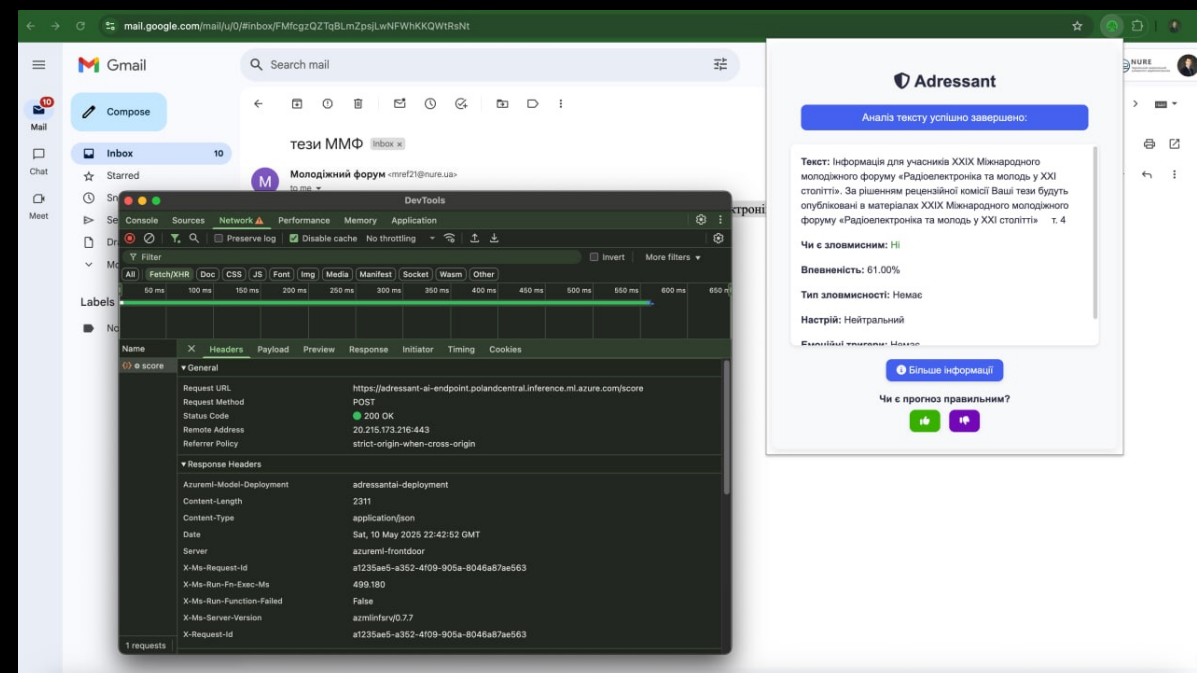 mail.google.com/mail/u/0/#inbox/FMfcgzQZTqBLmZpsjLwNFWhKKQWtRsNt
Gmail
Search mail
NURE
10
Mail
Chat
Meet
Compose
Inbox 10
Starred
Labels
тези ММФ Inbox x
М
Молодіжний форум <mref21@nure.ua>
to me
DevTools
Console Sources Network Performance Memory Application
Preserve log Disable cache No throttling
Filter
Invert More filters
All Fetch/XHR Doc CSS JS Font Img Media Manifest Socket Wasm Other
50 ms 100 ms 150 ms 200 ms 250 ms 300 ms 350 ms 400 ms 450 ms 500 ms 550 ms 600 ms
Name
Headers Payload Preview Response Initiator Timing Cookies
score
General
Request URL https://adressant-ai-endpoint.polandcentral.inference.ml.azure.com/score
Request Method POST
Status Code 200 OK
Remote Address 20.215.173.216:443
Referrer Policy strict-origin-when-cross-origin
Response Headers
Azureml-Model-Deployment adressantai-deployment
Content-Length 2311
Content-Type application/json
Date Sat, 10 May 2025 22:42:52 GMT
Server azureml-frontdoor
X-Ms-Request-Id a1235ae5-a352-4f09-905a-8046a87ae563
X-Ms-Run-Fn-Exec-Ms 499.180
X-Ms-Run-Function-Failed False
X-Ms-Server-Version azmlinfsrv/0.7.7
X-Request-Id a1235ae5-a352-4f09-905a-8046a87ae563
1 requests
Adressant
Аналіз тексту успішно завершено:
Текст: Інформація для учасників XXIX Міжнародного
молодіжного форуму «Радіоелектроніка та молодь у XXI
столітті». За рішенням рецензійної комісії Ваші тези будуть
опубліковані в матеріалах XXIX Міжнародного молодіжного
форуму «Радіоелектроніка та молодь у XXI столітті» т. 4
Чи є зловмисним: Ні
Впевненість: 61.00%
Тип зловмисності: Немає
Настрій: Нейтральний
Емоційні тригери: Немає
Більше інформації
Чи є прогноз правильним?